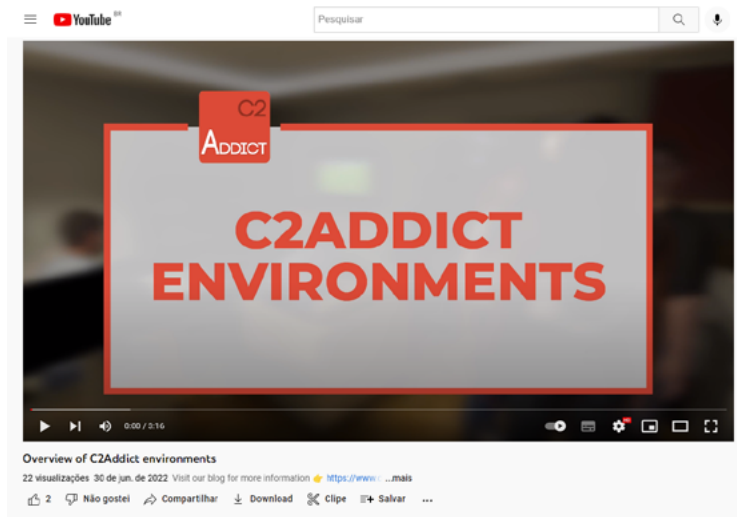 YouTube BR
Pesquisar
C2
ADDICT
C2ADDICT
ENVIRONMENTS
0:00 / 3:16
Overview of C2Addict environments
22 visualizações 30 de jun. de 2022 Visit our blog for more information 👉 https://www.c ...mais
2 Não gostei Compartilhar Download Clipe Salvar ...